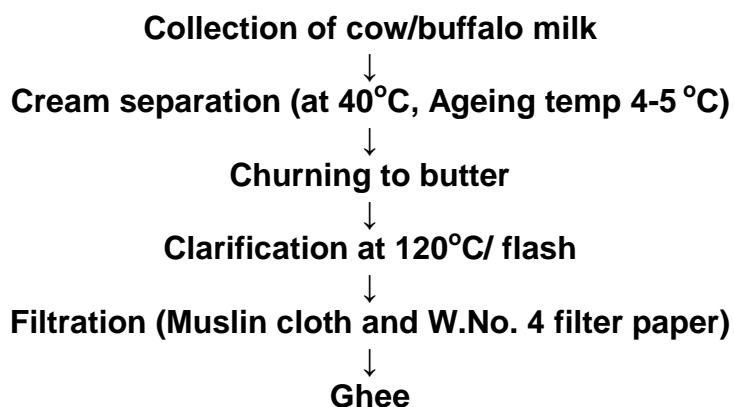 Collection of cow/buffalo milk
↓
Cream separation (at 40°C, Ageing temp 4-5 °C)
↓
Churning to butter
↓
Clarification at 120°C/ flash
↓
Filtration (Muslin cloth and W.No. 4 filter paper)
↓
Ghee